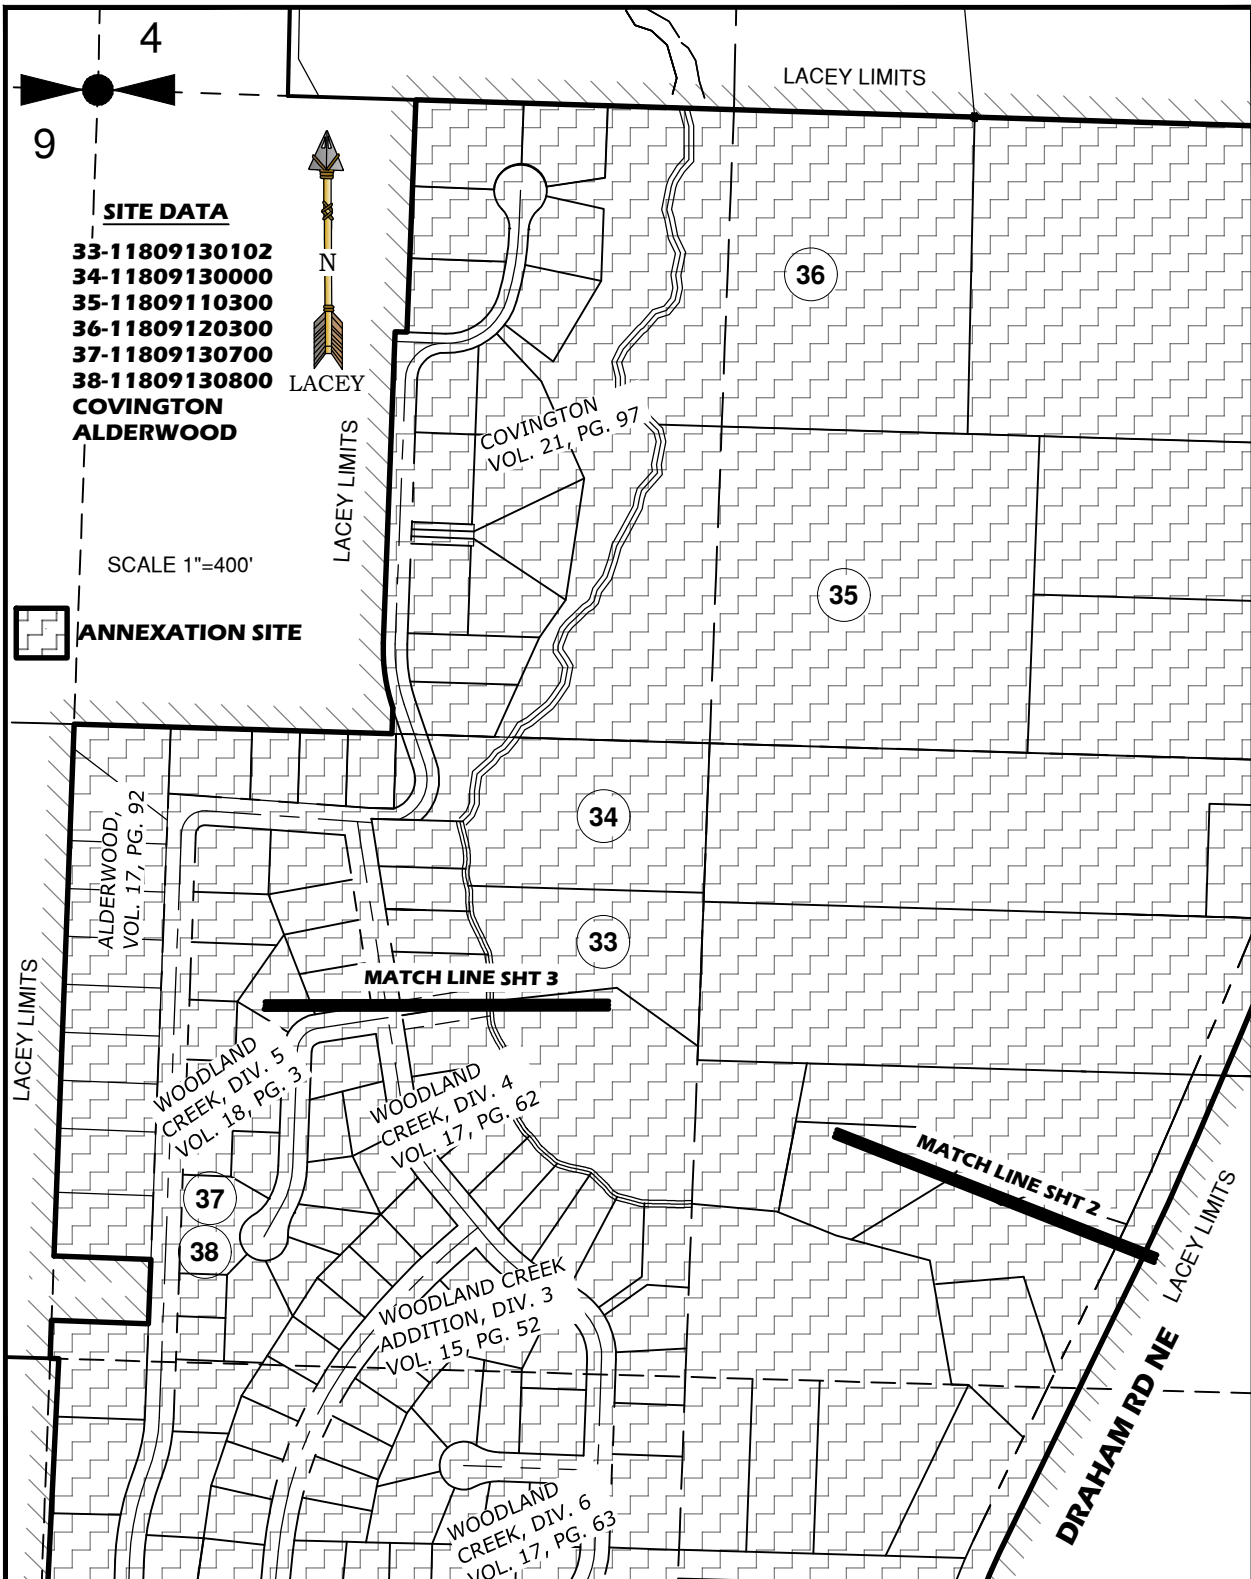 4
LACEY LIMITS
9
SITE DATA
33-11809130102
34-11809130000
35-11809110300
36-11809120300
37-11809130700
38-11809130800
COVINGTON
ALDERWOOD
N
LACEY
36
COVINGTON
VOL. 21, PG. 97
LACEY LIMITS
SCALE 1"=400'
35
ANNEXATION SITE
ALDERWOOD,
VOL. 17, PG. 92
34
33
LACEY LIMITS
MATCH LINE SHT 3
WOODLAND
CREEK, DIV. 5
VOL. 18, PG. 3
WOODLAND
CREEK, DIV. 4
VOL. 17, PG. 62
MATCH LINE SHT 2
37
38
LACEY LIMITS
WOODLAND CREEK
ADDITION, DIV. 3
VOL. 15, PG. 52
DRAHAM RD NE
WOODLAND
CREEK, DIV. 6
VOL. 17, PG. 63